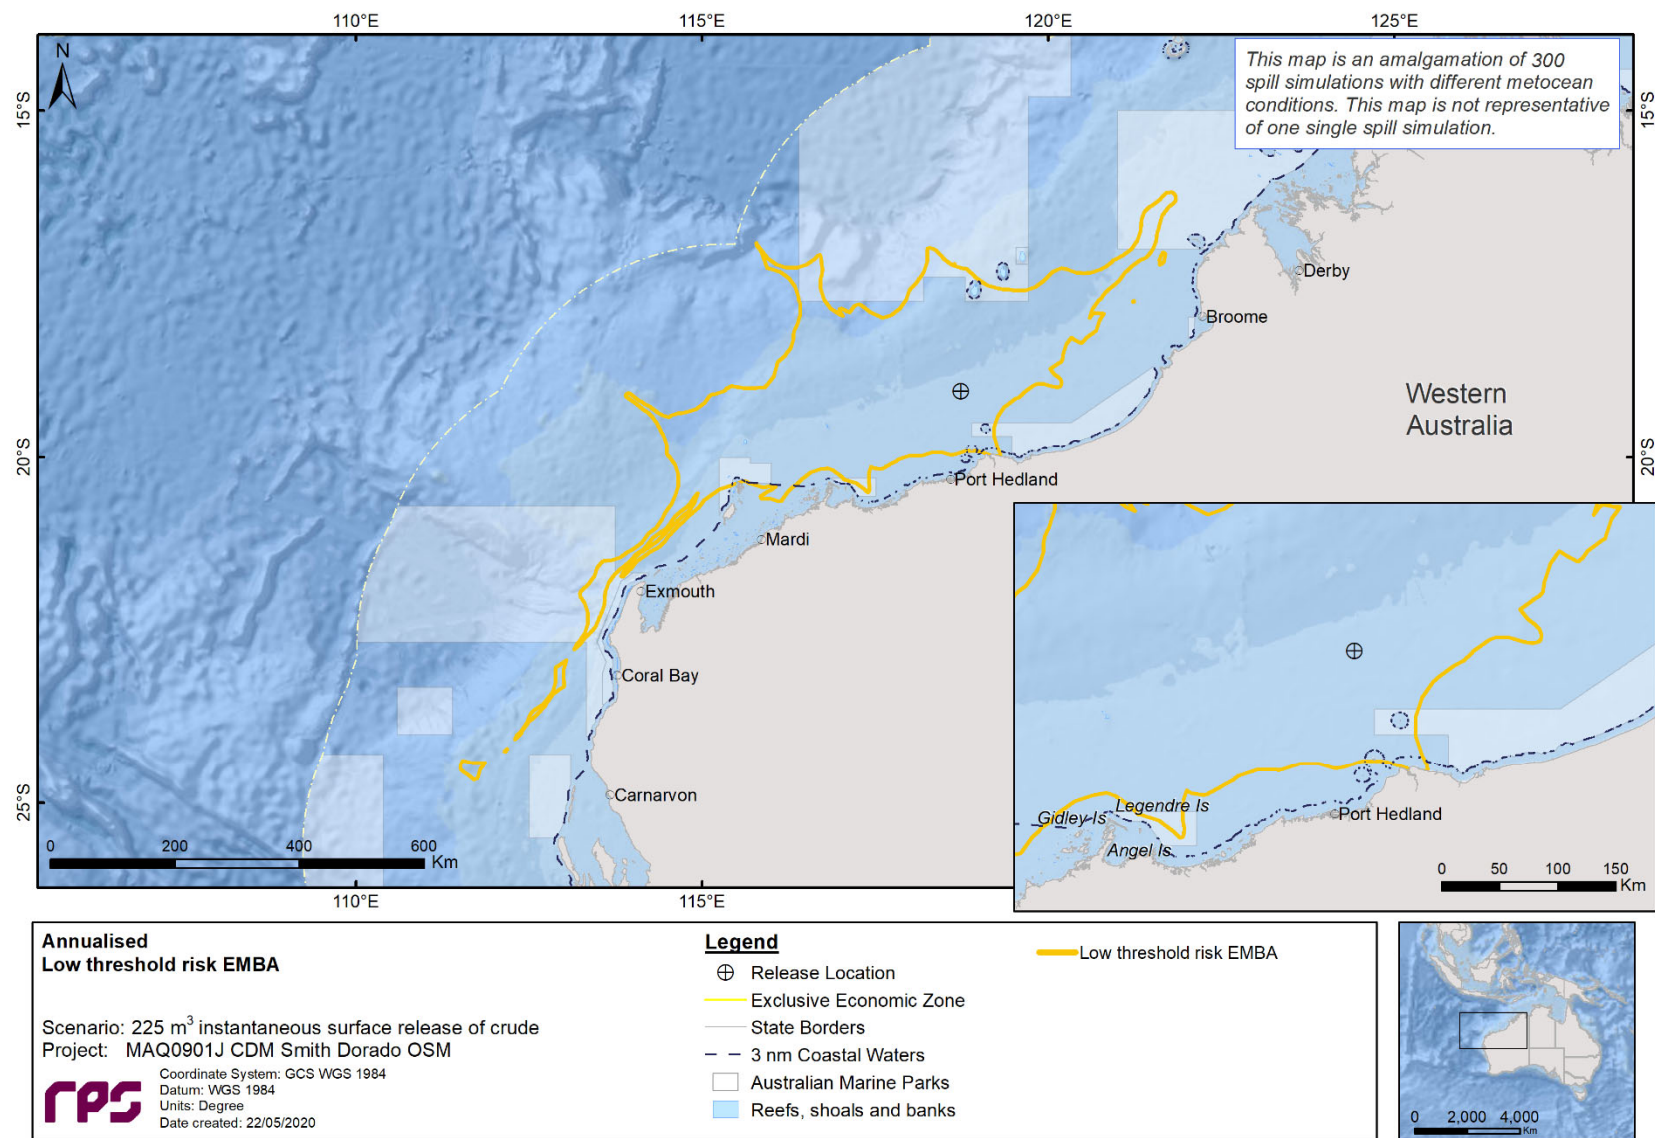 110°E 115°E 120°E 125°E
N
This map is an amalgamation of 300
spill simulations with different metocean
conditions. This map is not representative
of one single spill simulation.
15°S 15°S
Derby
Broome
Western
Australia
20°S 20°S
Port Hedland
Mardi
Exmouth
Coral Bay
Carnarvon
25°S
0 200 400 600
Km
Legendre Is
Gidley Is
Port Hedland
Angel Is
0 50 100 150
Km
110°E 115°E
Annualised
Low threshold risk EMBA
Scenario: 225 m³ instantaneous surface release of crude
Project: MAQ0901J CDM Smith Dorado OSM
rps
Coordinate System: GCS WGS 1984
Datum: WGS 1984
Units: Degree
Date created: 22/05/2020
Legend
Release Location
Exclusive Economic Zone
State Borders
3 nm Coastal Waters
Australian Marine Parks
Reefs, shoals and banks
Low threshold risk EMBA
0 2,000 4,000
Km